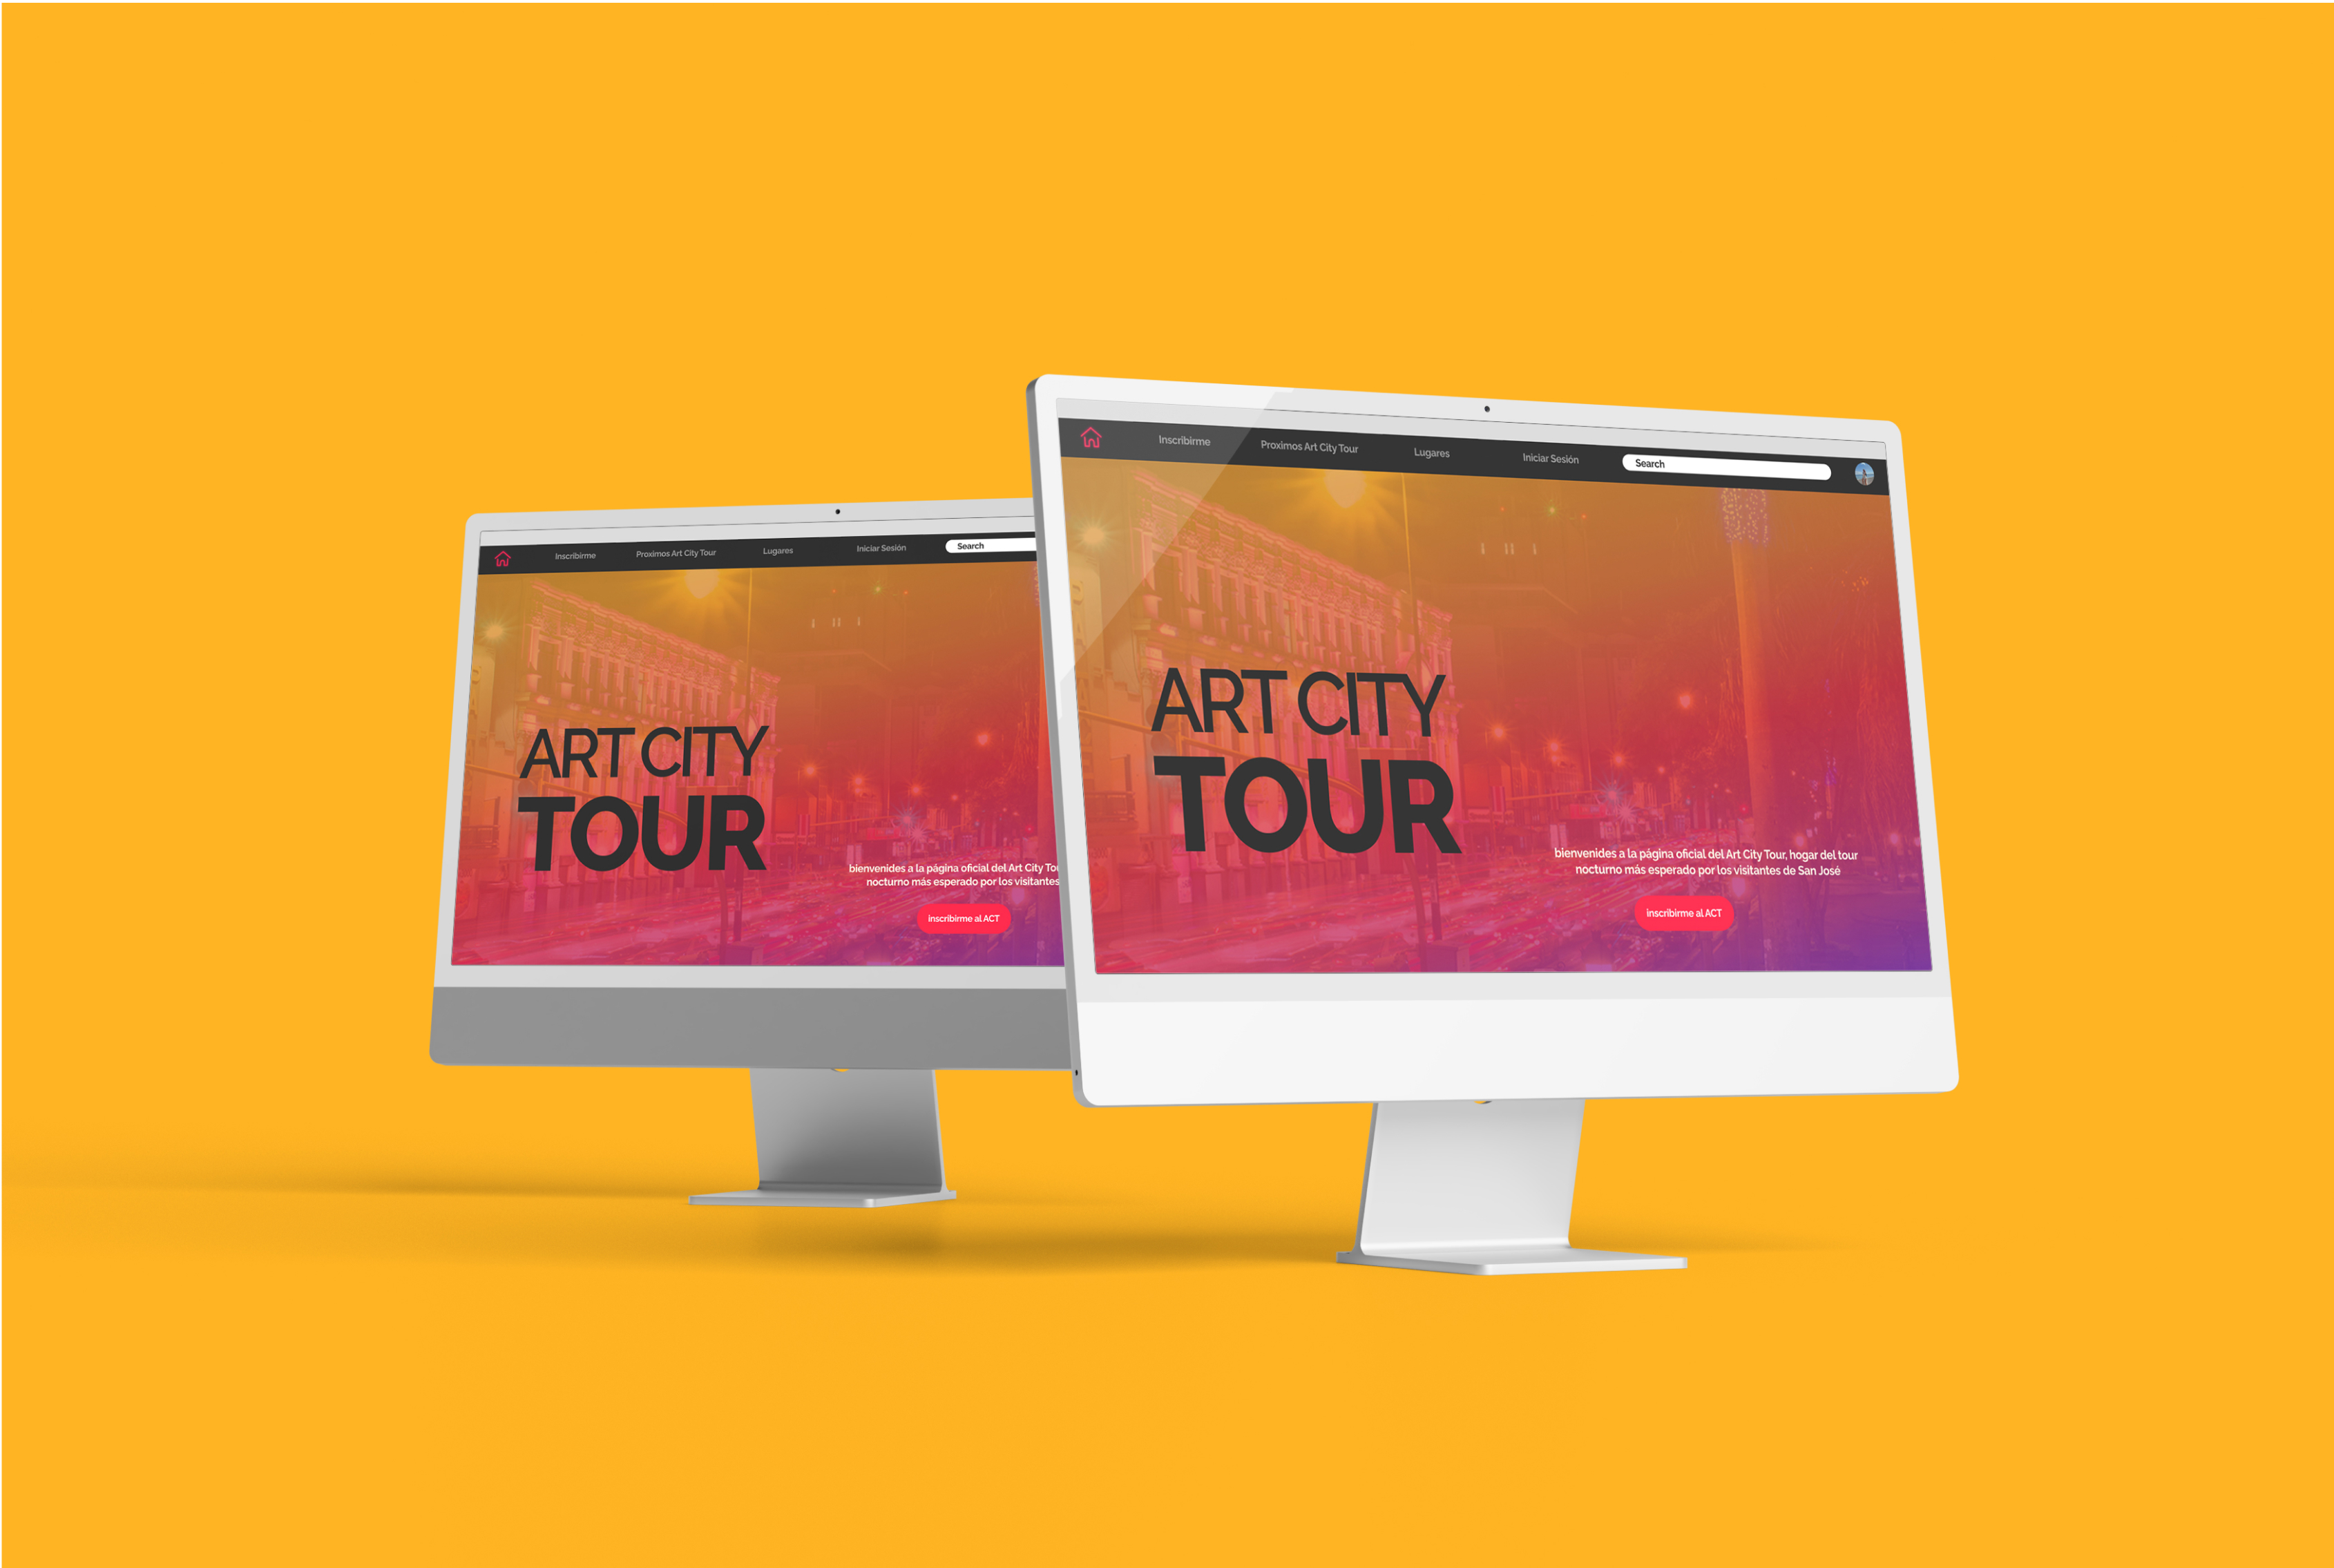 Inscribirme
Proximos Art City Tour
Lugares
Iniciar Sesión
Search
ART CITY
TOUR
bienvenides a la página oficial del Art City Tou
nocturno más esperado por los visitantes
inscribirme al ACT
Inscribirme
Proximos Art City Tour
Lugares
Iniciar Sesión
Search
ART CITY
TOUR
bienvenides a la página oficial del Art City Tour, hogar del tour
nocturno más esperado por los visitantes de San José
inscribirme al ACT